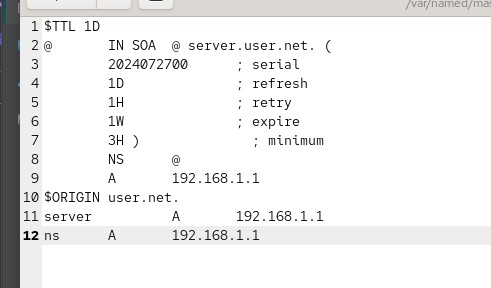 /var/named/mas
1 $TTL 1D
2 @       IN SOA  @ server.user.net. (
3         2024072700      ; serial
4         1D              ; refresh
5         1H              ; retry
6         1W              ; expire
7         3H )              ; minimum
8         NS      @
9         A       192.168.1.1
10 $ORIGIN user.net.
11 server          A       192.168.1.1
12 ns      A       192.168.1.1